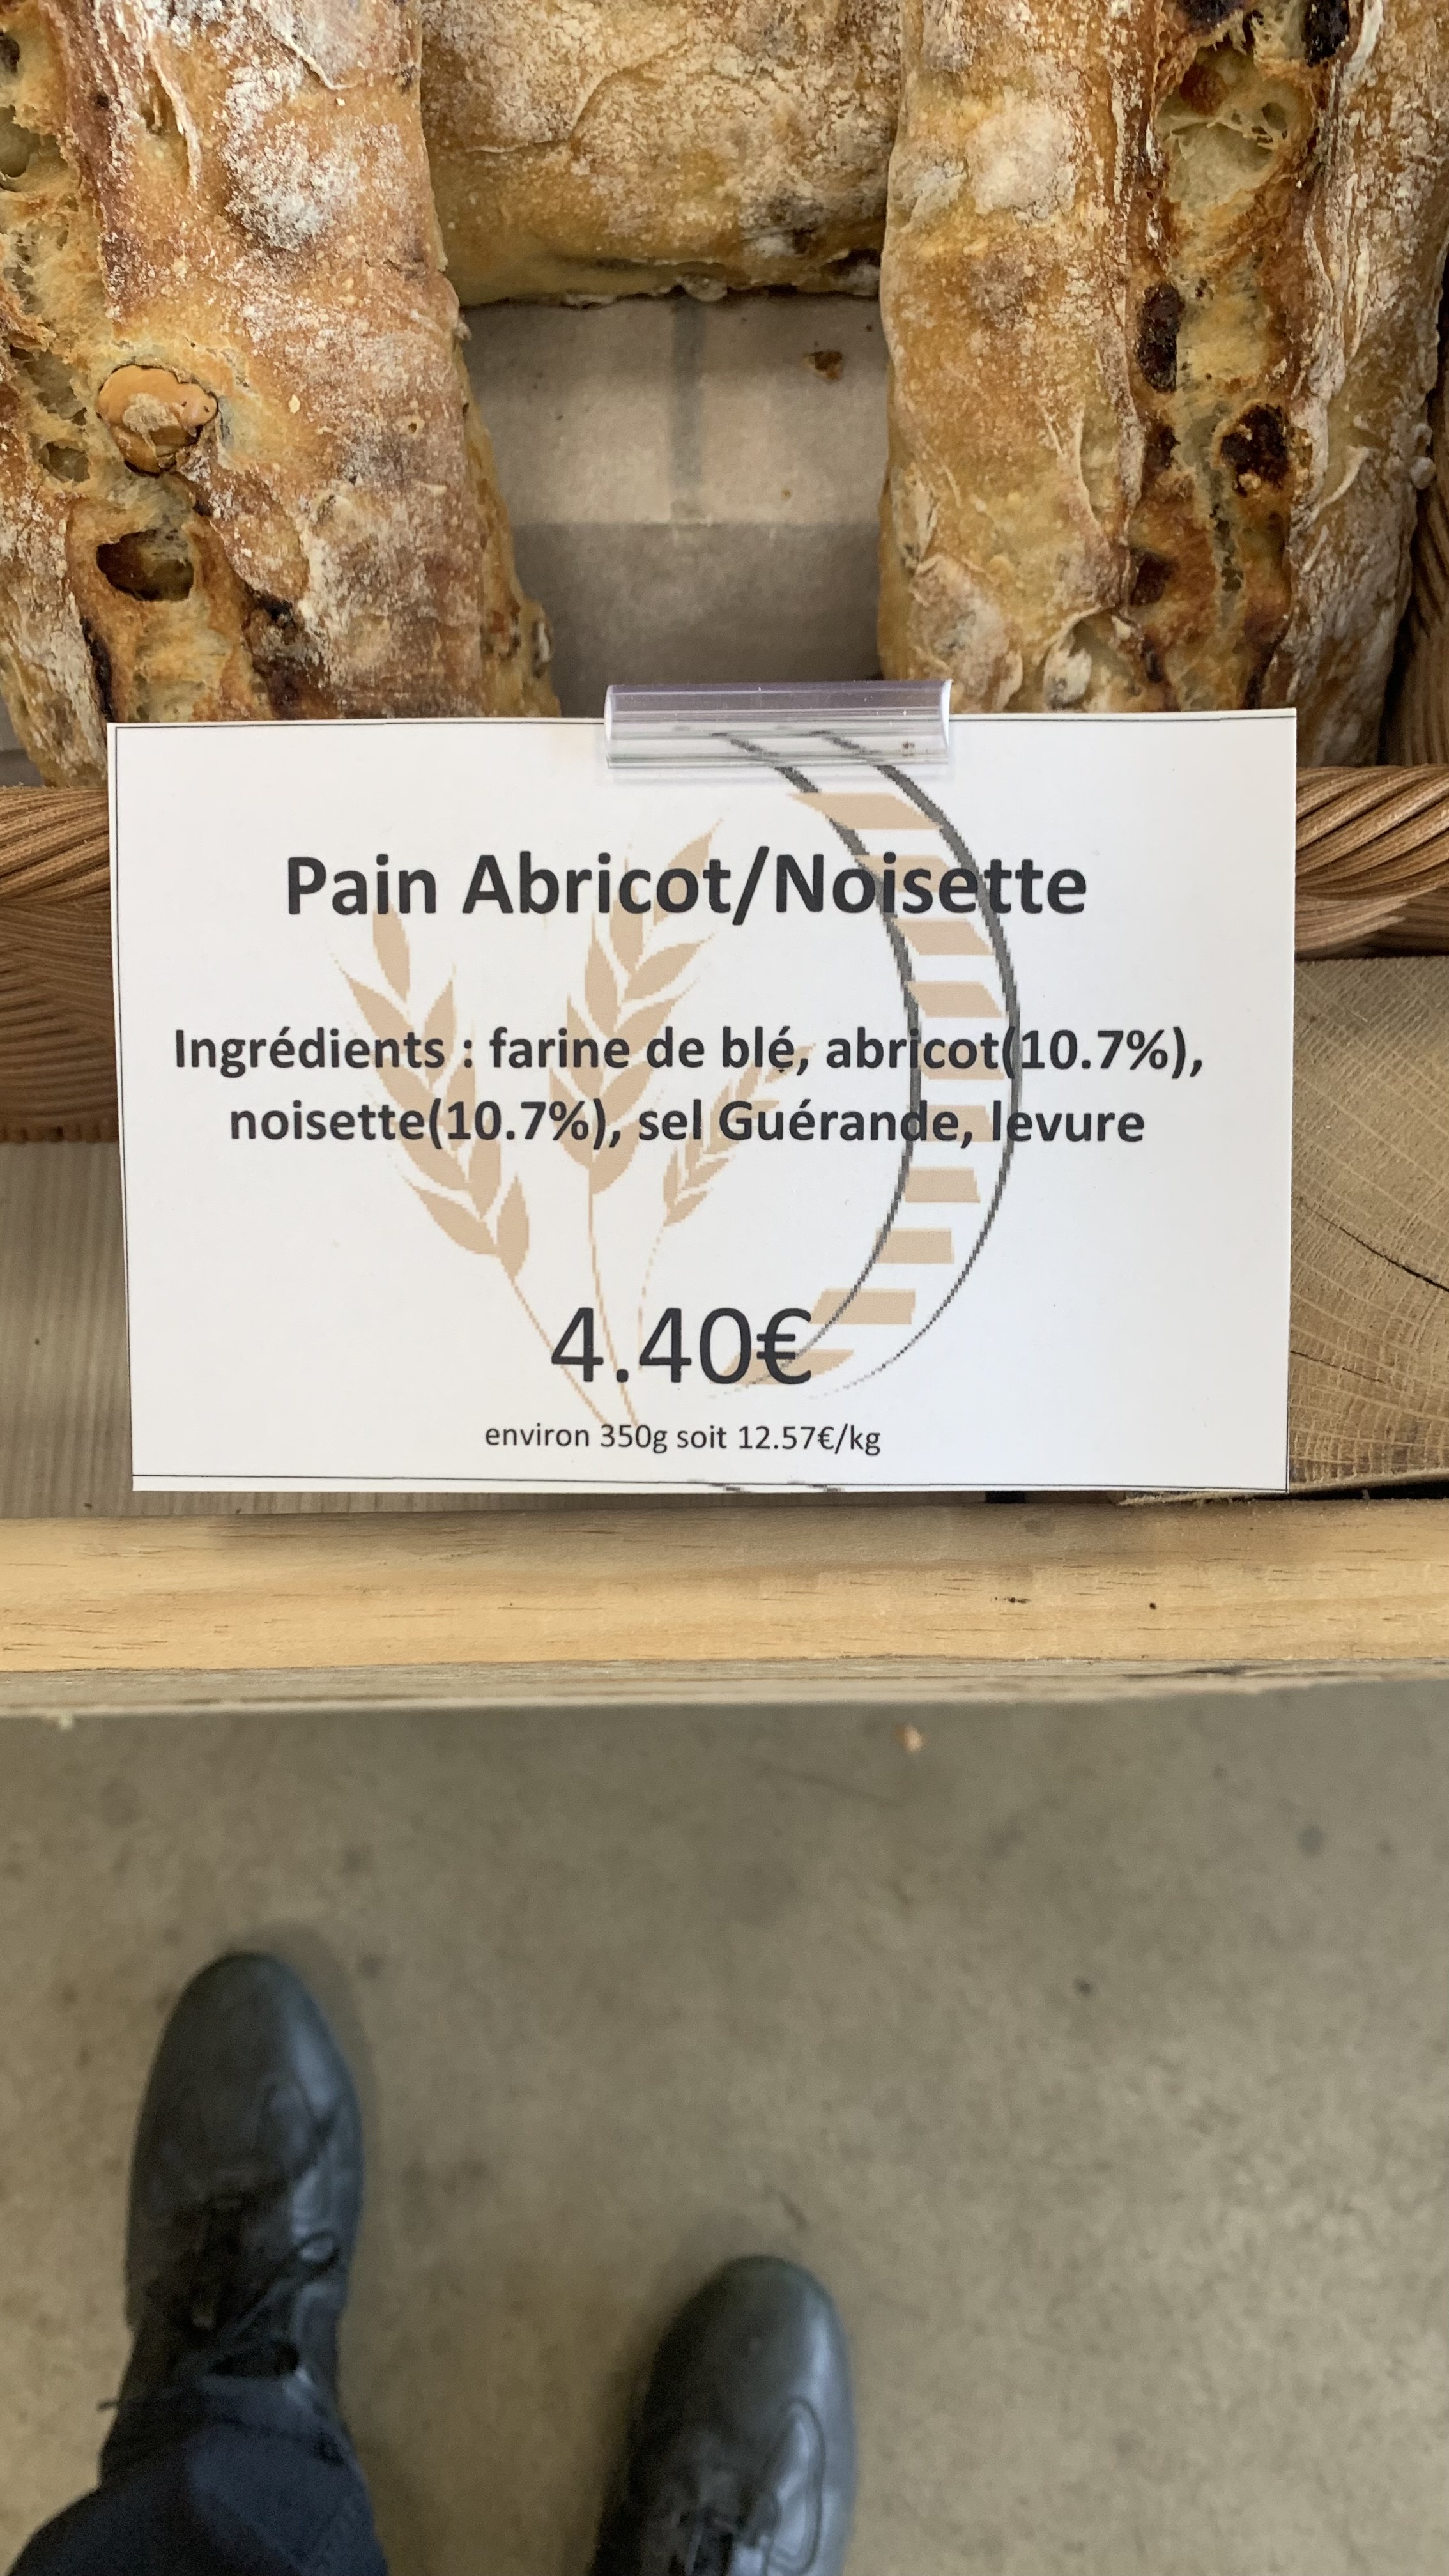 Pain Abricot/Noisette
Ingrédients : farine de blé, abricot(10.7%),
noisette(10.7%), sel Guérande, levure
4.40€
environ 350g soit 12.57€/kg